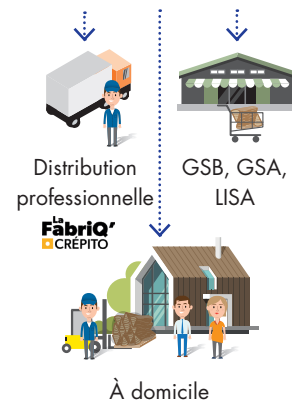 Distribution
professionnelle
GSB, GSA,
LISA
La
FabriQ'
CRÉPITO
À domicile